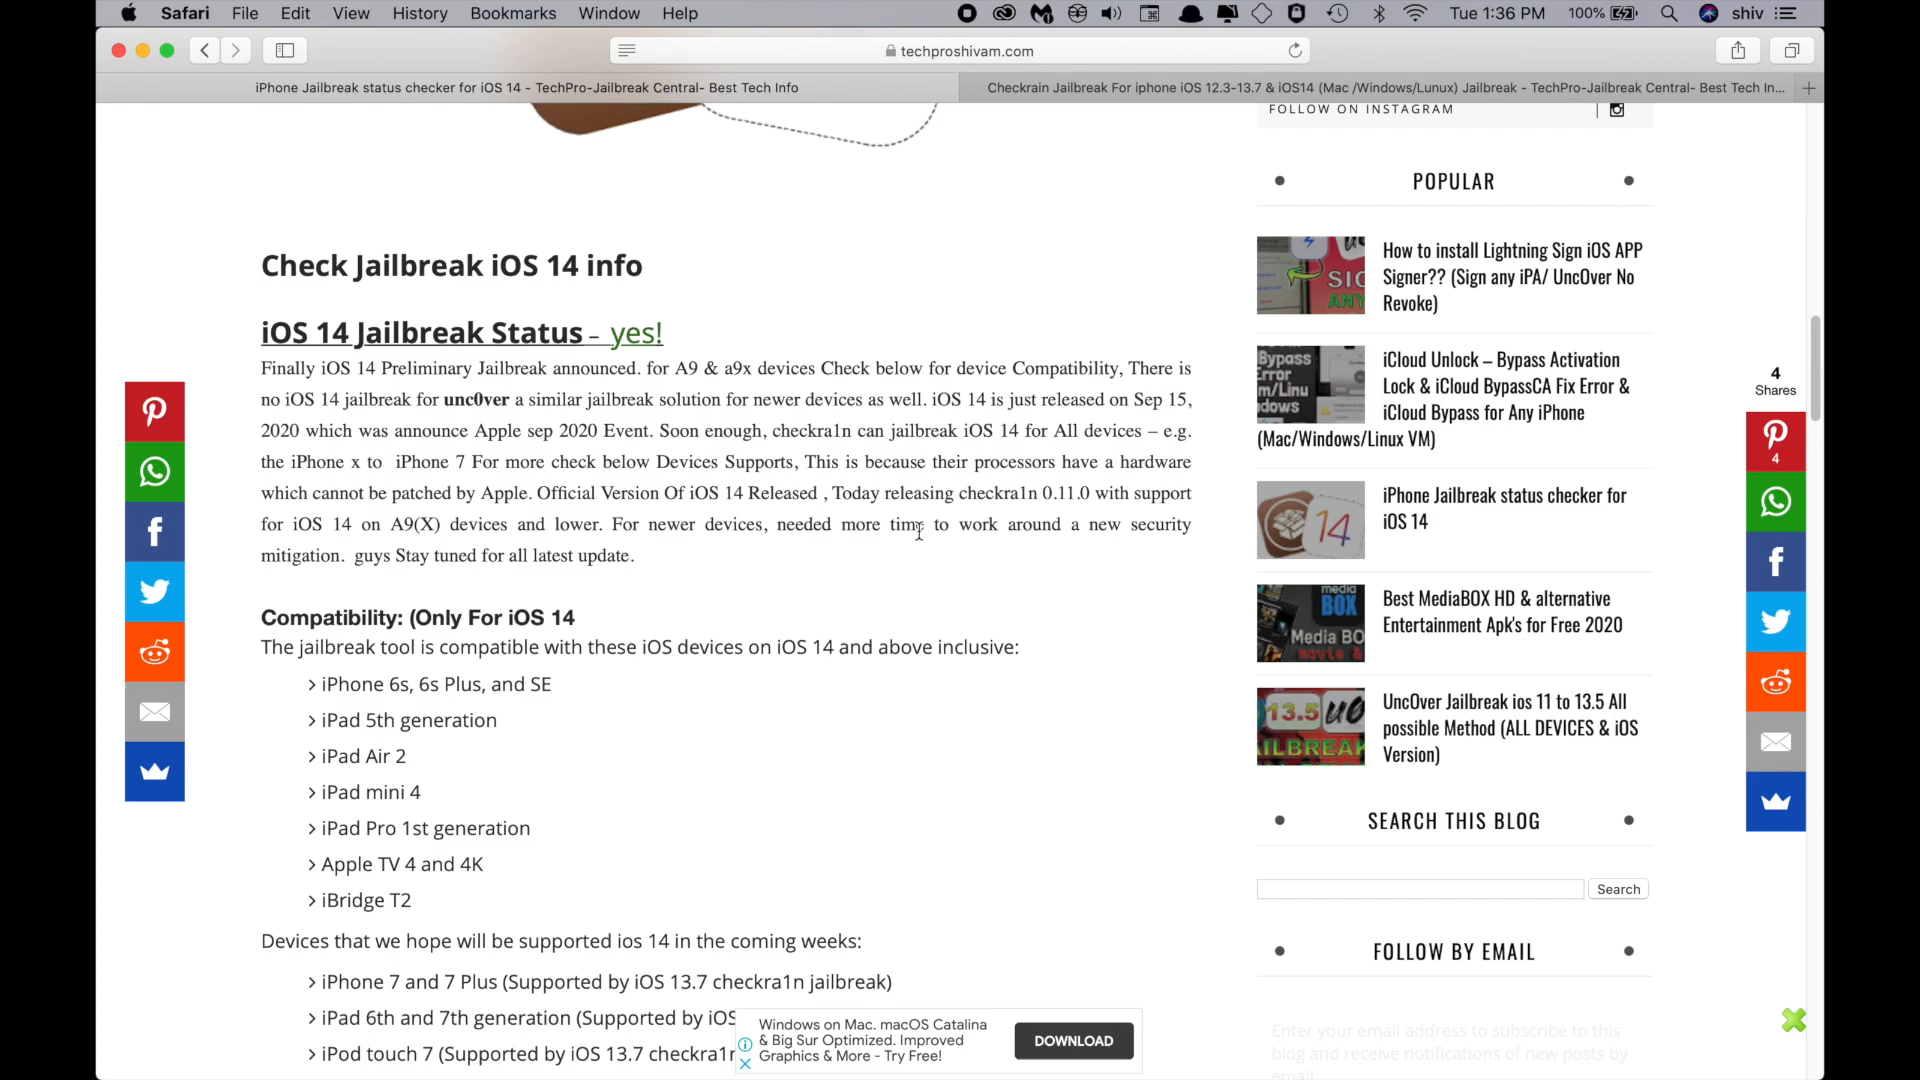 Safari File Edit View History Bookmarks Window Help Tue 1:36 PM 100% shiv
techproshivam.com
iPhone Jailbreak status checker for iOS 14 - TechPro-Jailbreak Central- Best Tech Info
Checkrain Jailbreak For iphone iOS 12.3-13.7 & iOS14 (Mac /Windows/Lunux) Jailbreak - TechPro-Jailbreak Central- Best Tech In...
Check Jailbreak iOS 14 info
iOS 14 Jailbreak Status – yes!
Finally iOS 14 Preliminary Jailbreak announced. for A9 & a9x devices Check below for device Compatibility, There is
no iOS 14 jailbreak for unc0ver a similar jailbreak solution for newer devices as well. iOS 14 is just released on Sep 15,
2020 which was announce Apple sep 2020 Event. Soon enough, checkra1n can jailbreak iOS 14 for All devices – e.g.
the iPhone x to iPhone 7 For more check below Devices Supports, This is because their processors have a hardware
which cannot be patched by Apple. Official Version Of iOS 14 Released , Today releasing checkra1n 0.11.0 with support
for iOS 14 on A9(X) devices and lower. For newer devices, needed more time to work around a new security
mitigation. guys Stay tuned for all latest update.
Compatibility: (Only For iOS 14
The jailbreak tool is compatible with these iOS devices on iOS 14 and above inclusive:
> iPhone 6s, 6s Plus, and SE
> iPad 5th generation
> iPad Air 2
> iPad mini 4
> iPad Pro 1st generation
> Apple TV 4 and 4K
> iBridge T2
Devices that we hope will be supported ios 14 in the coming weeks:
> iPhone 7 and 7 Plus (Supported by iOS 13.7 checkra1n jailbreak)
> iPad 6th and 7th generation (Supported by iOS
> iPod touch 7 (Supported by iOS 13.7 checkra1n
Windows on Mac. macOS Catalina
& Big Sur Optimized. Improved
Graphics & More - Try Free!
DOWNLOAD
FOLLOW ON INSTAGRAM
POPULAR
How to install Lightning Sign iOS APP
Signer?? (Sign any iPA/ UncOver No
Revoke)
SIG
ANY
iCloud Unlock – Bypass Activation
Lock & iCloud BypassCA Fix Error &
iCloud Bypass for Any iPhone
(Mac/Windows/Linux VM)
Bypass
Error
m/Linu
dows
iPhone Jailbreak status checker for
iOS 14
14
Best MediaBOX HD & alternative
Entertainment Apk's for Free 2020
media
BOX
Media BO
UncOver Jailbreak ios 11 to 13.5 All
possible Method (ALL DEVICES & iOS
Version)
13.5
AILBREAK
SEARCH THIS BLOG
Search
FOLLOW BY EMAIL
Enter your email address to subscribe to this
blog and receive notifications of new posts by
email.
4
Shares
4